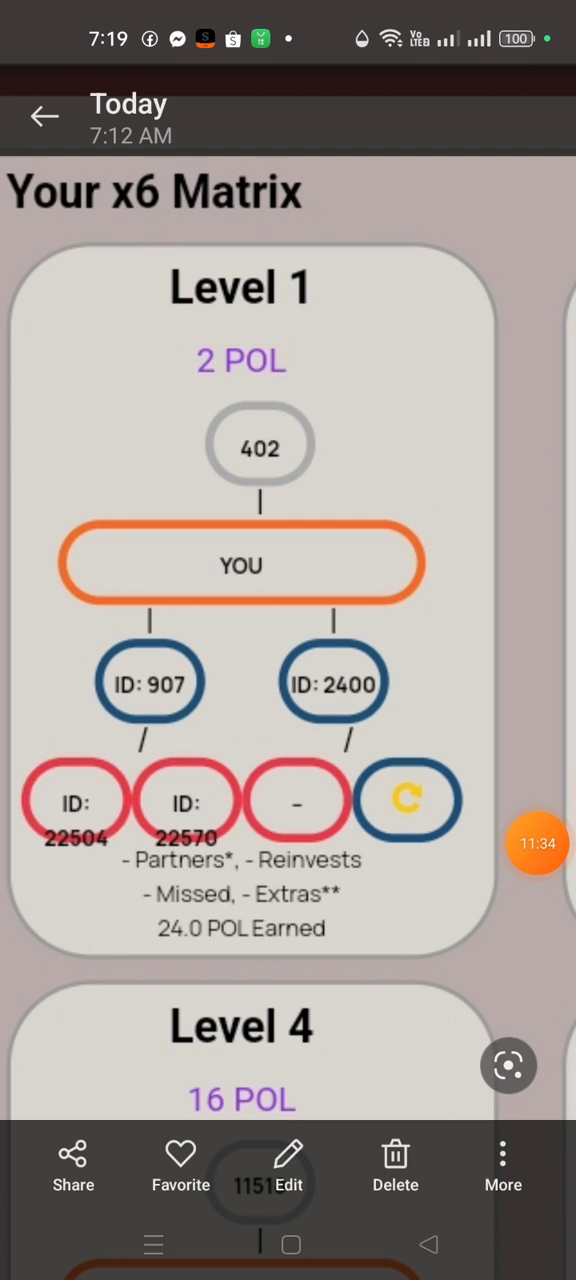 7:19 Vo LTE2 100
Today
7:12 AM
Your x6 Matrix
Level 1
2 POL
402
YOU
ID: 907 ID: 2400
ID: 22504 ID: 22570 -
- Partners*, - Reinvests
- Missed, - Extras**
24.0 POL Earned
11:34
Level 4
16 POL
Share Favorite Edit Delete More